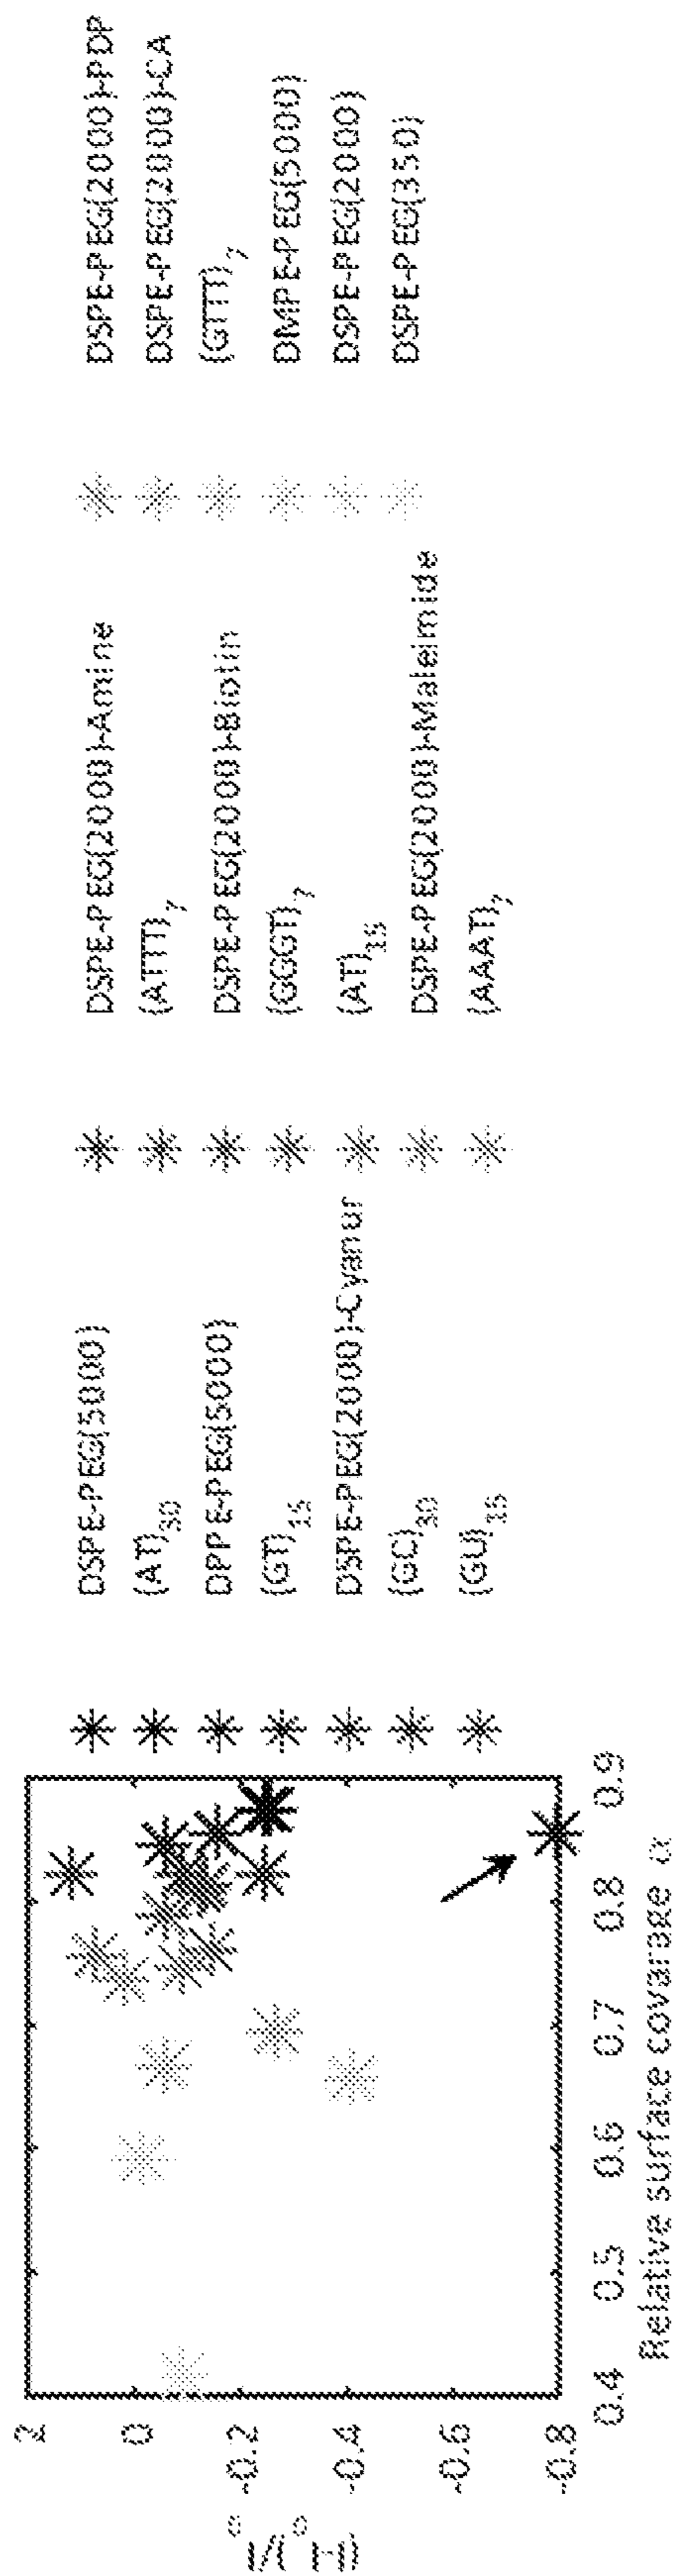 (I-I₀)/I₀
2
0
-0.2
-0.4
-0.6
-0.8
0.4 0.5 0.6 0.7 0.8 0.9
Relative surface covarage α
DSPE-PEG(5000)
(AT)₃₀
DPPE-PEG(5000)
(GT)₁₅
DSPE-PEG(2000)-Cyanur
(GC)₃₀
(GU)₁₅
DSPE-PEG(2000)-Amine
(ATTT)₇
DSPE-PEG(2000)-Biotin
(GGGT)₇
(AT)₁₅
DSPE-PEG(2000)-Maleimide
(AAAT)₇
DSPE-PEG(2000)-PDP
DSPE-PEG(2000)-CA
(GTTT)₇
DMPE-PEG(5000)
DSPE-PEG(2000)
DSPE-PEG(350)